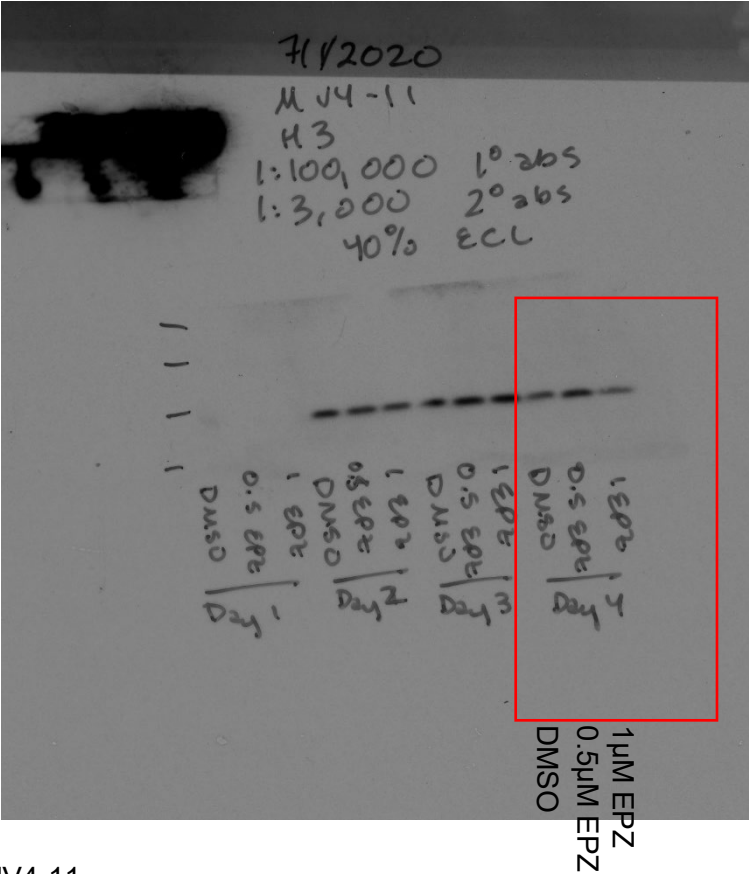 7/1/2020
MV4-11
H3
1:100,000 1° abs
1:3,000 2° abs
40% ECL
DMSO
0.5 EPZ
1 EPZ
DMSO
0.5 EPZ
1 EPZ
DMSO
0.5 EPZ
1 EPZ
DMSO
0.5 EPZ
1 EPZ
Day 1
Day 2
Day 3
Day 4
1µM EPZ
0.5µM EPZ
DMSO
V4-11